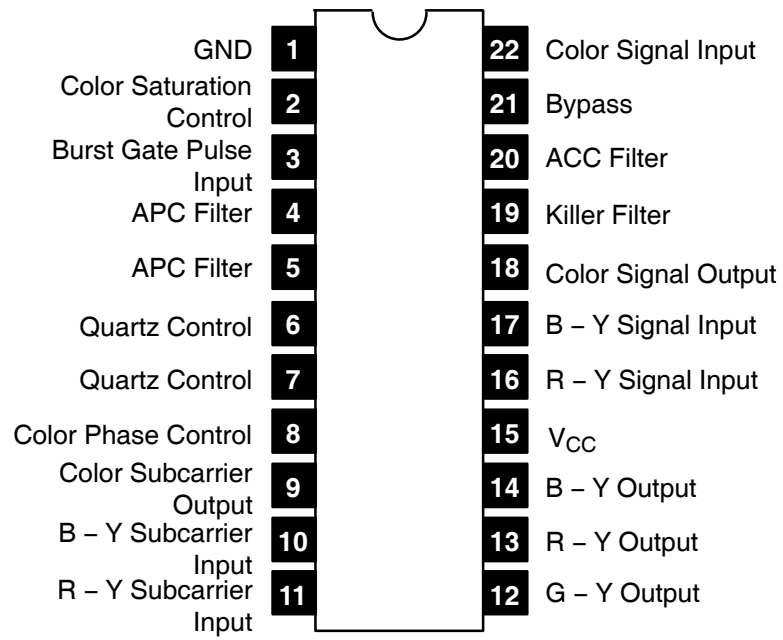 GND 1
22 Color Signal Input
Color Saturation
Control
2
21 Bypass
Burst Gate Pulse
Input
3
20 ACC Filter
APC Filter 4
19 Killer Filter
APC Filter 5
18 Color Signal Output
Quartz Control 6
17 B – Y Signal Input
Quartz Control 7
16 R – Y Signal Input
Color Phase Control 8
15 VCC
Color Subcarrier
Output
9
14 B – Y Output
B – Y Subcarrier
Input
10
13 R – Y Output
R – Y Subcarrier
Input
11
12 G – Y Output